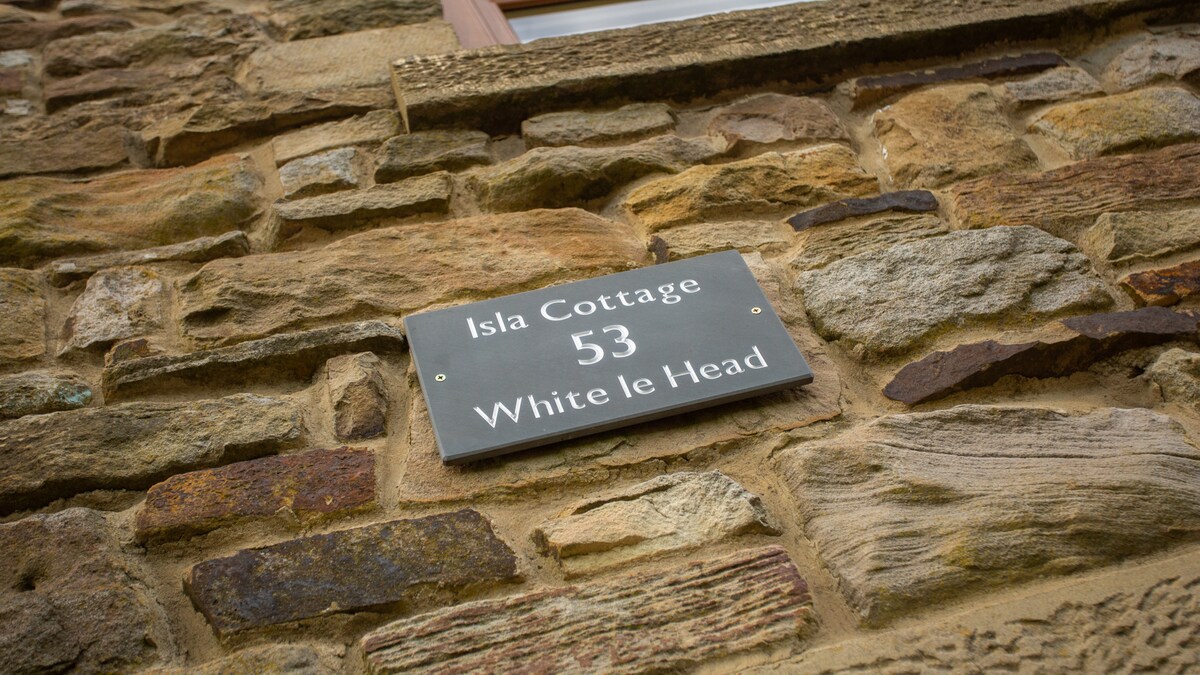 Isla Cottage
53
White le Head